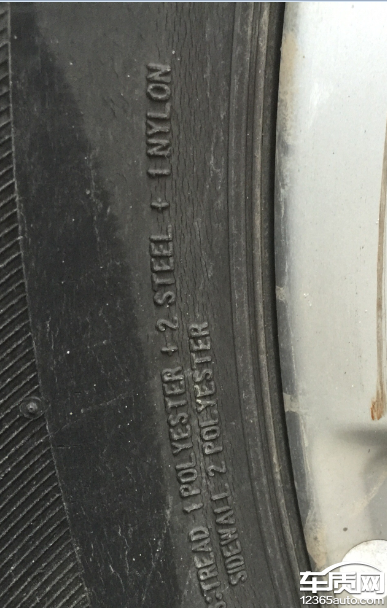 TREAD 1 POLYESTER + 2 STEEL + 1 NYLON
SIDEWALL 2 POLYESTER
车质网
12365auto.com